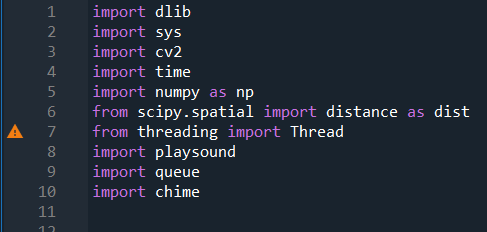 1 import dlib
2 import sys
3 import cv2
4 import time
5 import numpy as np
6 from scipy.spatial import distance as dist
7 from threading import Thread
8 import playsound
9 import queue
10 import chime
11
12